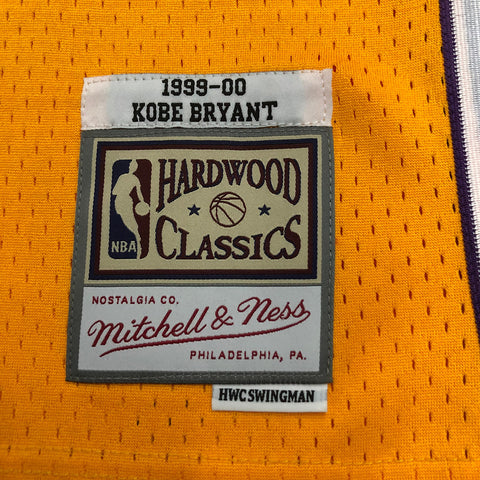 1999-00
KOBE BRYANT
HARDWOOD
CLASSICS
NBA
NOSTALGIA CO.
Mitchell & Ness
PHILADELPHIA, PA.
HWC SWINGMAN